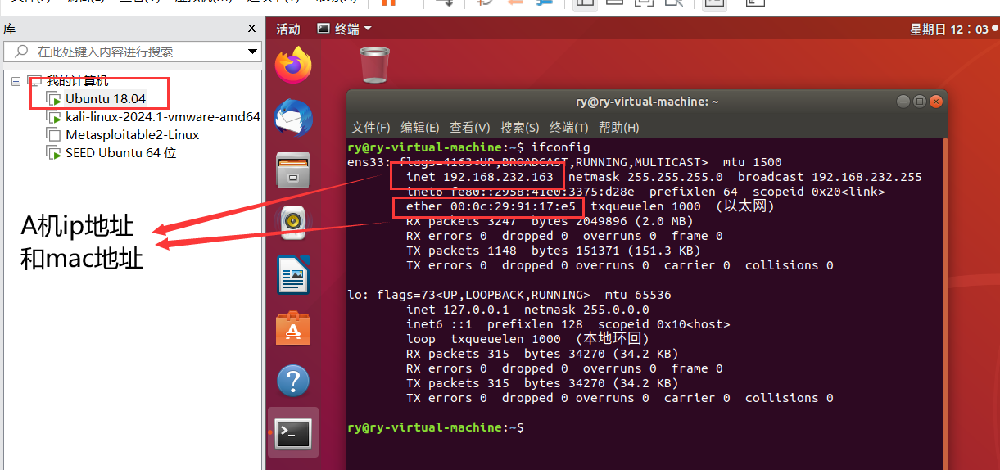 库
X
活动
终端
星期日 12：03
在此处键入内容进行搜索
我的计算机
Ubuntu 18.04
kali-linux-2024.1-vmware-amd64
Metasploitable2-Linux
SEED Ubuntu 64 位
A机ip地址
和mac地址
ry@ry-virtual-machine: ~
文件(F) 编辑(E) 查看(V) 搜索(S) 终端(T) 帮助(H)
ry@ry-virtual-machine:~$ ifconfig
ens33: flags=4163<UP,BROADCAST,RUNNING,MULTICAST>  mtu 1500
inet 192.168.232.163  netmask 255.255.255.0  broadcast 192.168.232.255
inet6 fe80::2958:41e0:3375:d28e  prefixlen 64  scopeid 0x20<link>
ether 00:0c:29:91:17:e5  txqueuelen 1000  (以太网)
RX packets 3247  bytes 2049896 (2.0 MB)
RX errors 0  dropped 0  overruns 0  frame 0
TX packets 1148  bytes 151371 (151.3 KB)
TX errors 0  dropped 0 overruns 0  carrier 0  collisions 0
lo: flags=73<UP,LOOPBACK,RUNNING>  mtu 65536
inet 127.0.0.1  netmask 255.0.0.0
inet6 ::1  prefixlen 128  scopeid 0x10<host>
loop  txqueuelen 1000  (本地环回)
RX packets 315  bytes 34270 (34.2 KB)
RX errors 0  dropped 0  overruns 0  frame 0
TX packets 315  bytes 34270 (34.2 KB)
TX errors 0  dropped 0 overruns 0  carrier 0  collisions 0
ry@ry-virtual-machine:~$